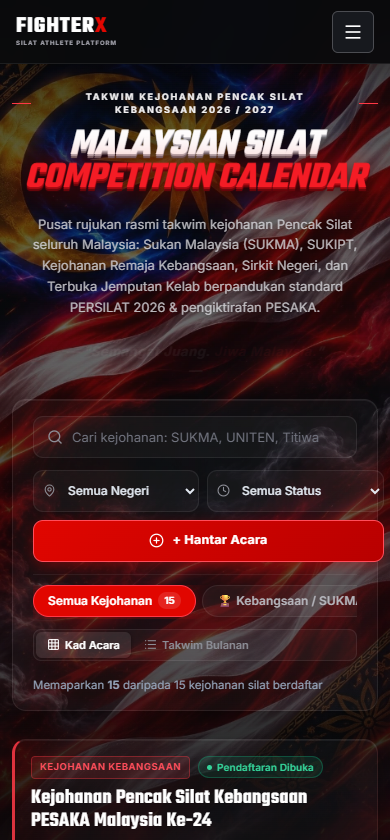 FIGHTERX
SILAT ATHLETE PLATFORM
TAKWIM KEJOHANAN PENCAK SILAT
KEBANGSAAN 2026 / 2027
MALAYSIAN SILAT
COMPETITION CALENDAR
Pusat rujukan rasmi takwim kejohanan Pencak Silat
seluruh Malaysia: Sukan Malaysia (SUKMA), SUKIPT,
Kejohanan Remaja Kebangsaan, Sirkit Negeri, dan
Terbuka Jemputan Kelab berpandukan standard
PERSILAT 2026 & pengiktirafan PESAKA.
Juang.
Cari kejohanan: SUKMA, UNITEN, Titiwa
Semua Negeri
Semua Status
+ Hantar Acara
Semua Kejohanan 15
Kebangsaan / SUKMA
Kad Acara
Takwim Bulanan
Memaparkan 15 daripada 15 kejohanan silat berdaftar
KEJOHANAN KEBANGSAAN
Pendaftaran Dibuka
Kejohanan Pencak Silat Kebangsaan
PESAKA Malaysia Ke-24